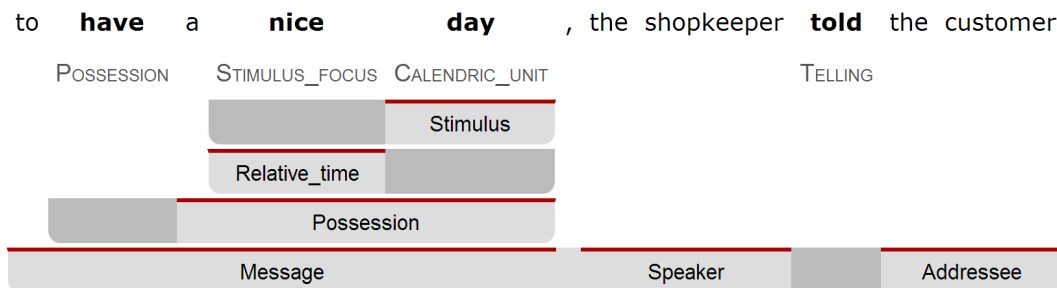 to have a nice day , the shopkeeper told the customer
POSSESSION STIMULUS_FOCUS CALENDRIC_UNIT TELLING
Stimulus
Relative_time
Possession
Message Speaker Addressee